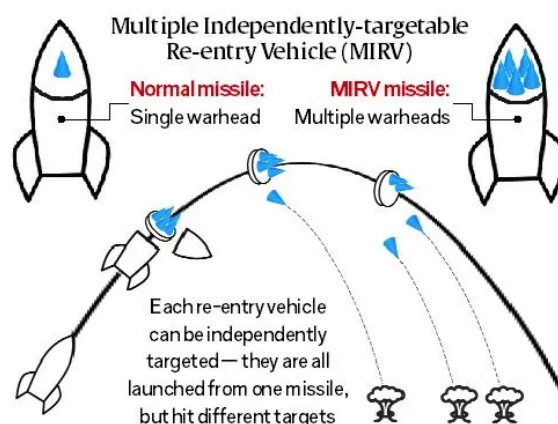 Multiple Independently-targetable
Re-entry Vehicle (MIRV)
Normal missile:
Single warhead
MIRV missile:
Multiple warheads
Each re-entry vehicle
can be independently
targeted— they are all
launched from one missile,
but hit different targets